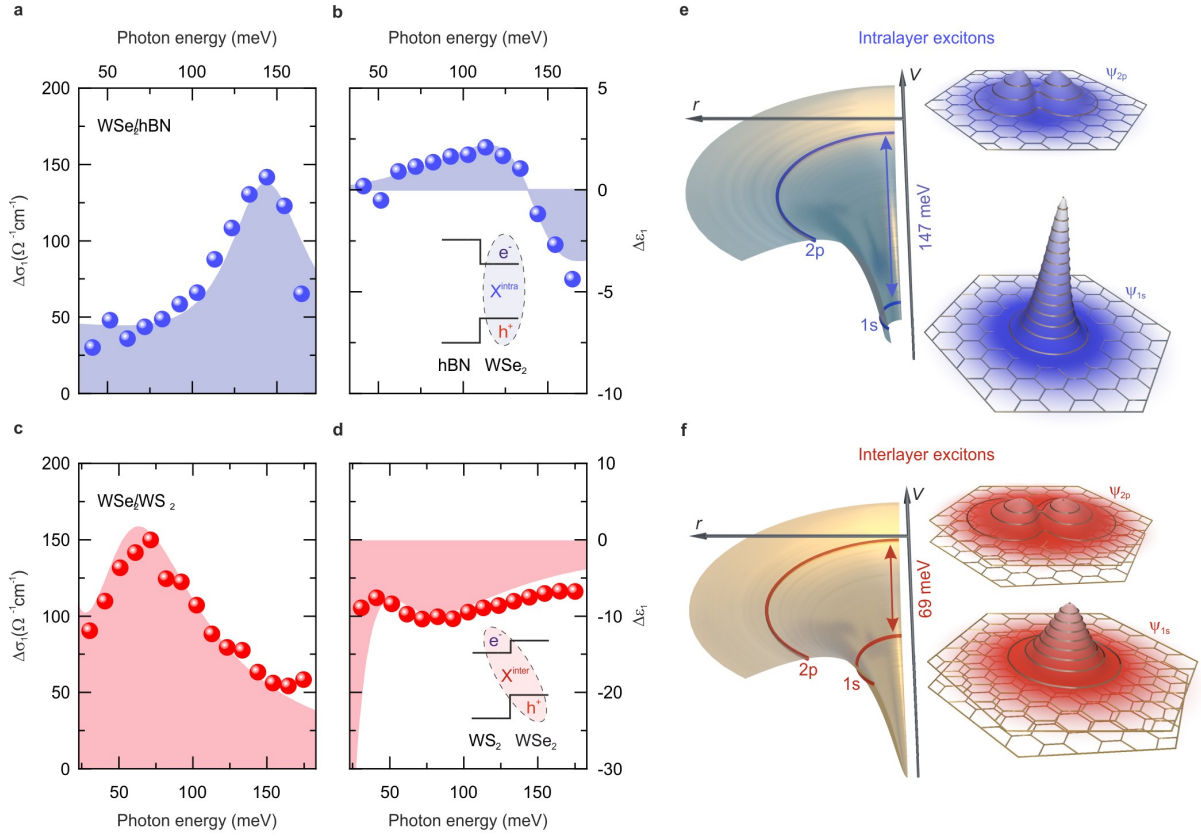 a
Photon energy (meV)
50 100 150
200
150
100
50
0
Δσ₁(Ω⁻¹cm⁻¹)
WSe₂/hBN
b
Photon energy (meV)
50 100 150
5
0
-5
-10
Δε₁
e⁻
X^intra
h⁺
hBN WSe₂
c
200
150
100
50
0
Δσ₁(Ω⁻¹cm⁻¹)
WSe₂/WS₂
50 100 150
Photon energy (meV)
d
10
0
-10
-20
-30
Δε₁
e⁻
X^inter
h⁺
WS₂ WSe₂
50 100 150
Photon energy (meV)
e
Intralayer excitons
V
r
147 meV
2p
1s
ψ₂p
ψ₁s
f
Interlayer excitons
V
r
69 meV
2p
1s
ψ₂p
ψ₁s